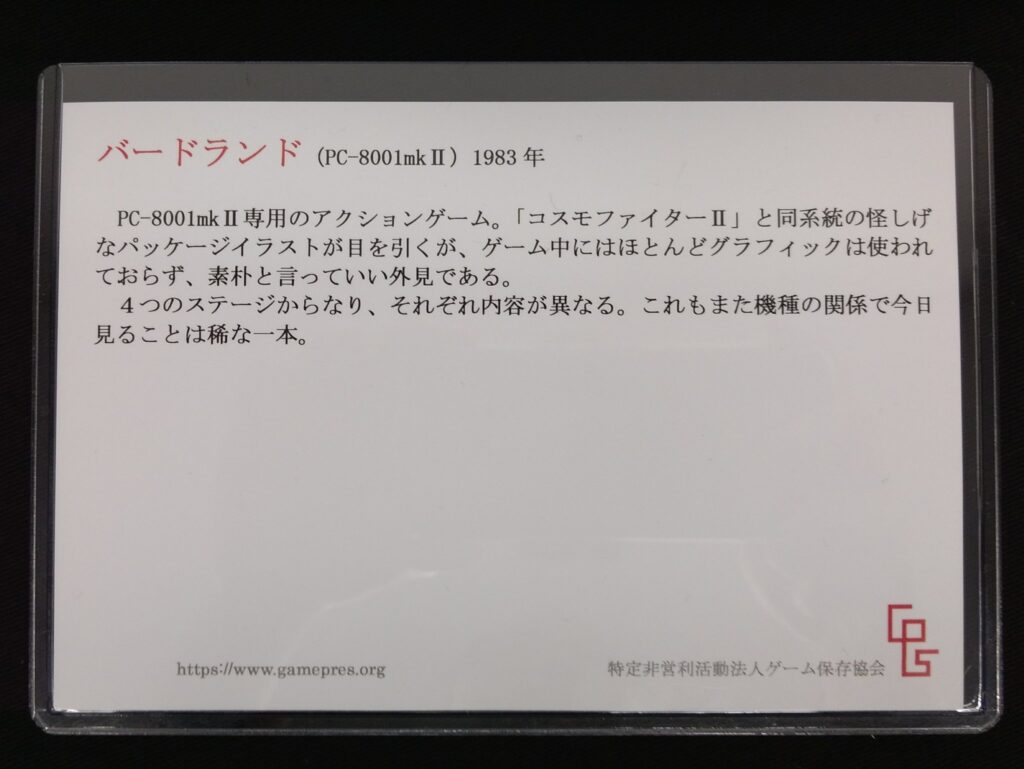 バードランド（PC-8001mkⅡ）1983年
PC-8001mkⅡ専用のアクションゲーム。「コスモファイターⅡ」と同系統の怪しげ
なパッケージイラストが目を引くが、ゲーム中にはほとんどグラフィックは使われ
ておらず、素朴と言っていい外見である。
４つのステージからなり、それぞれ内容が異なる。これもまた機種の関係で今日
見ることは稀な一本。
https://www.gamepres.org
特定非営利活動法人ゲーム保存協会
GPS